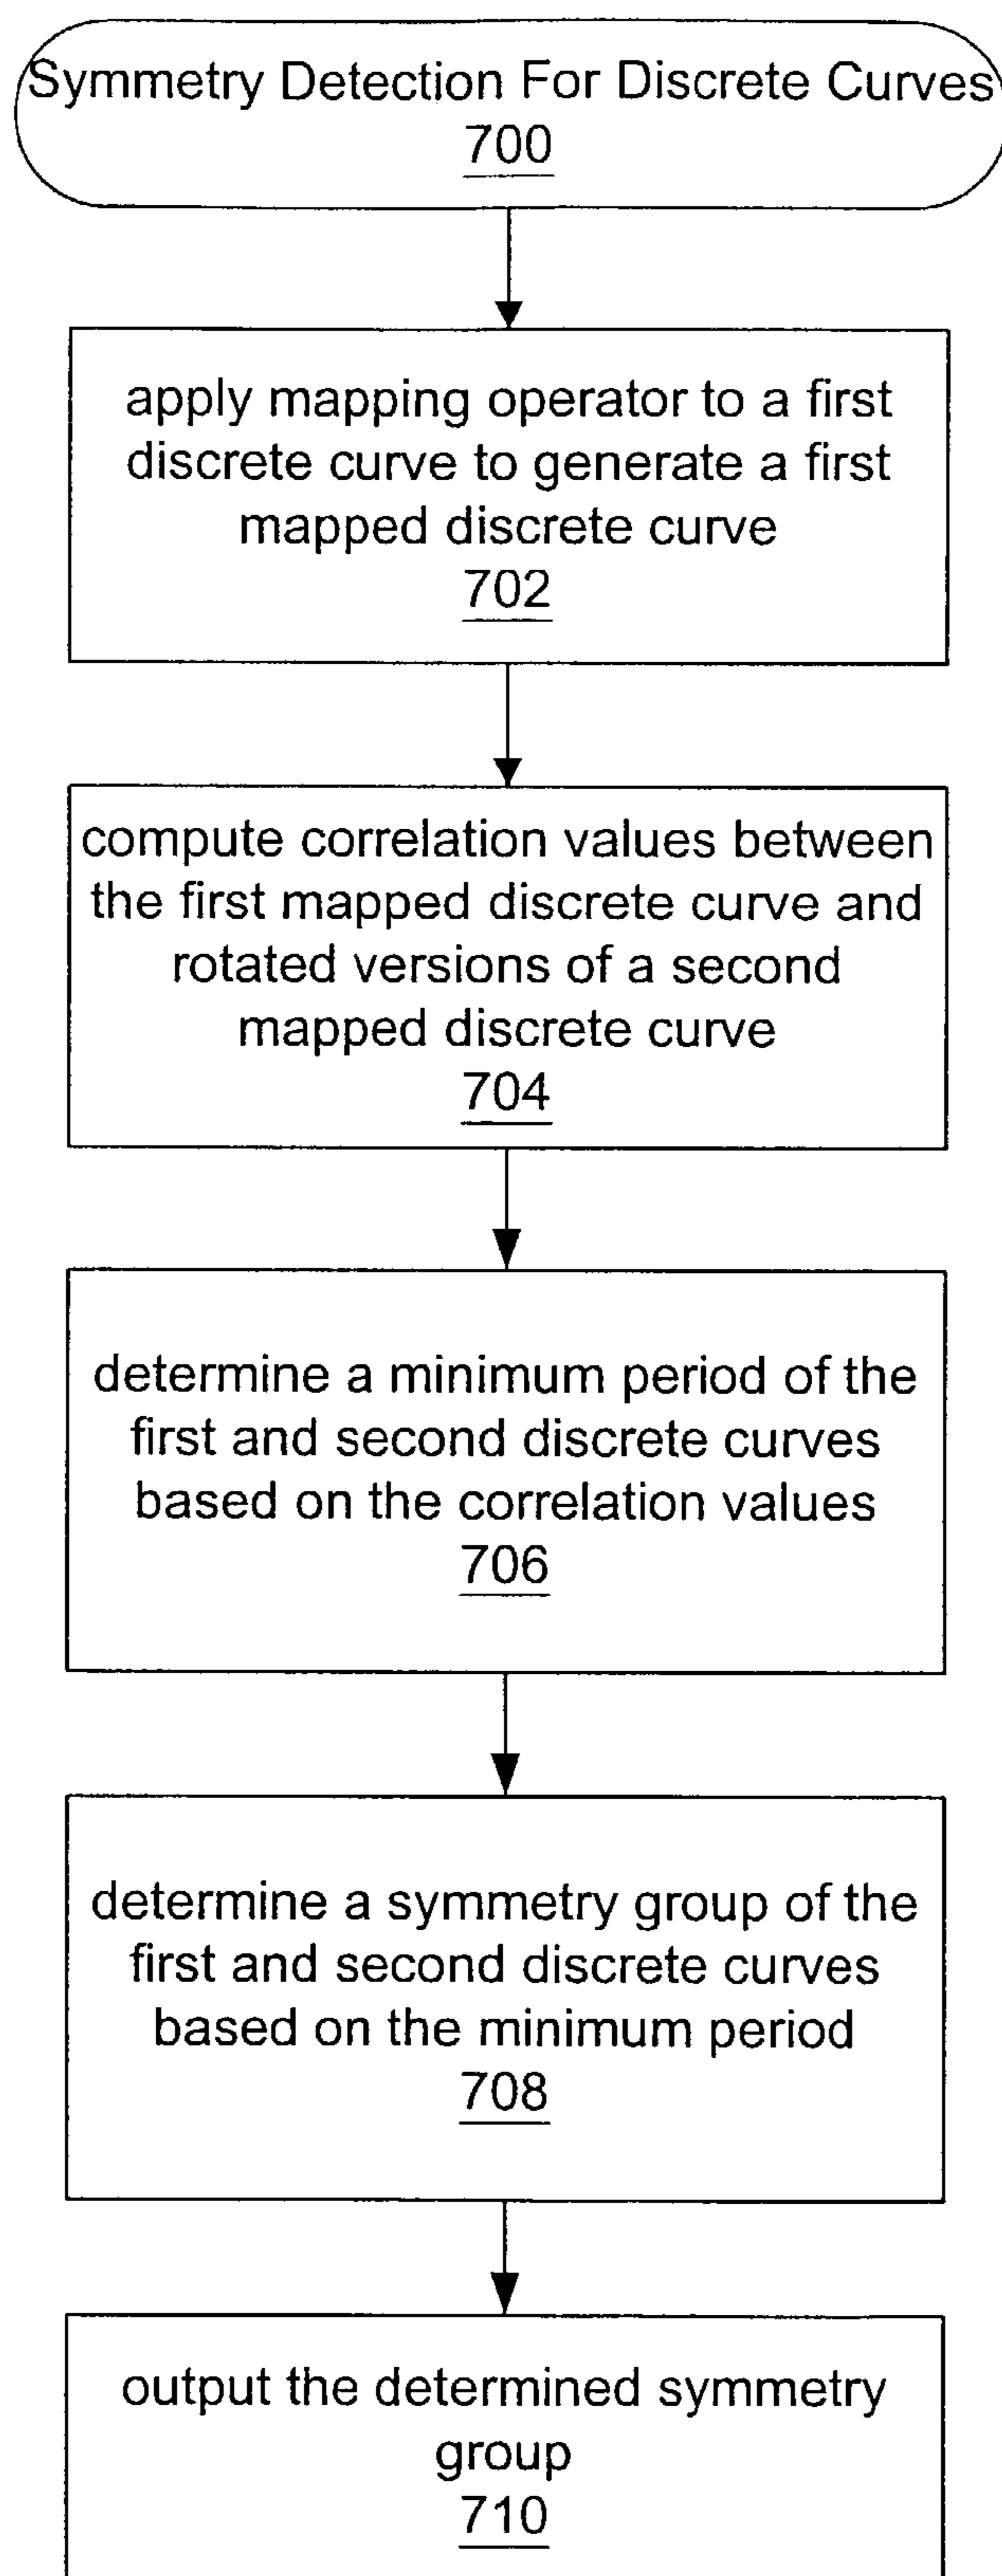 Symmetry Detection For Discrete Curves
700
apply mapping operator to a first
discrete curve to generate a first
mapped discrete curve
702
compute correlation values between
the first mapped discrete curve and
rotated versions of a second
mapped discrete curve
704
determine a minimum period of the
first and second discrete curves
based on the correlation values
706
determine a symmetry group of the
first and second discrete curves
based on the minimum period
708
output the determined symmetry
group
710